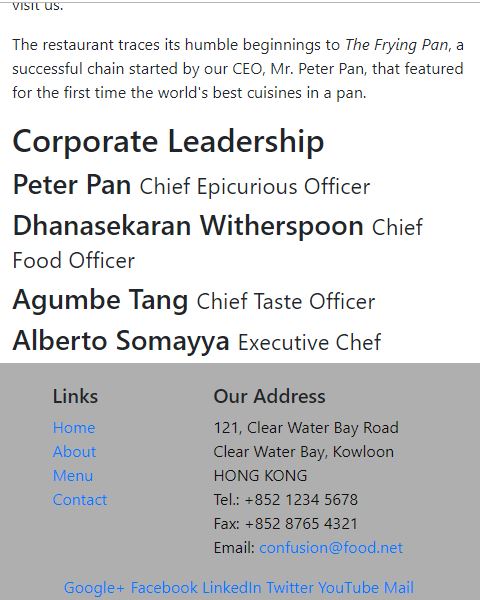 visit us.
The restaurant traces its humble beginnings to The Frying Pan, a
successful chain started by our CEO, Mr. Peter Pan, that featured
for the first time the world's best cuisines in a pan.
Corporate Leadership
Peter Pan Chief Epicurious Officer
Dhanasekaran Witherspoon Chief
Food Officer
Agumbe Tang Chief Taste Officer
Alberto Somayya Executive Chef
Links
Home
About
Menu
Contact
Our Address
121, Clear Water Bay Road
Clear Water Bay, Kowloon
HONG KONG
Tel.: +852 1234 5678
Fax: +852 8765 4321
Email: confusion@food.net
Google+ Facebook LinkedIn Twitter YouTube Mail